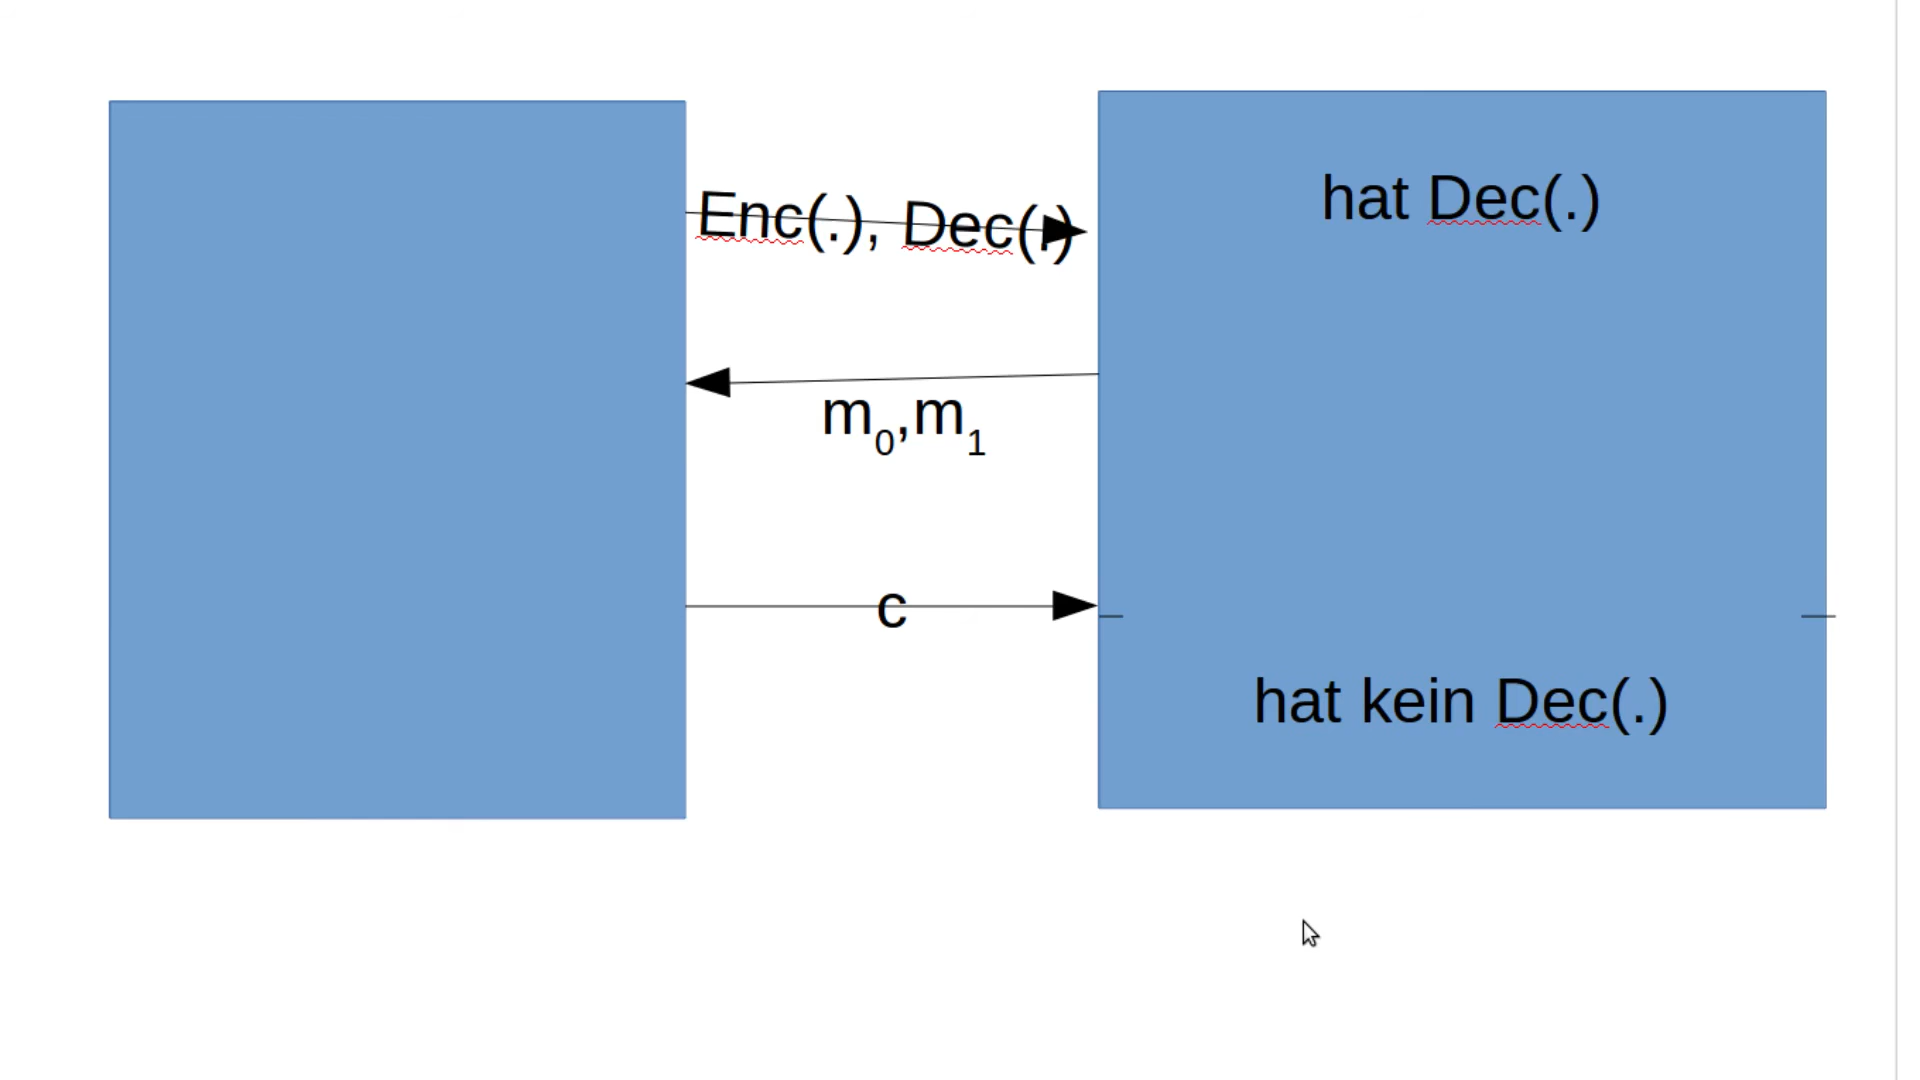 Enc(.), Dec(.)
hat Dec(.)
m₀,m₁
c
hat kein Dec(.)